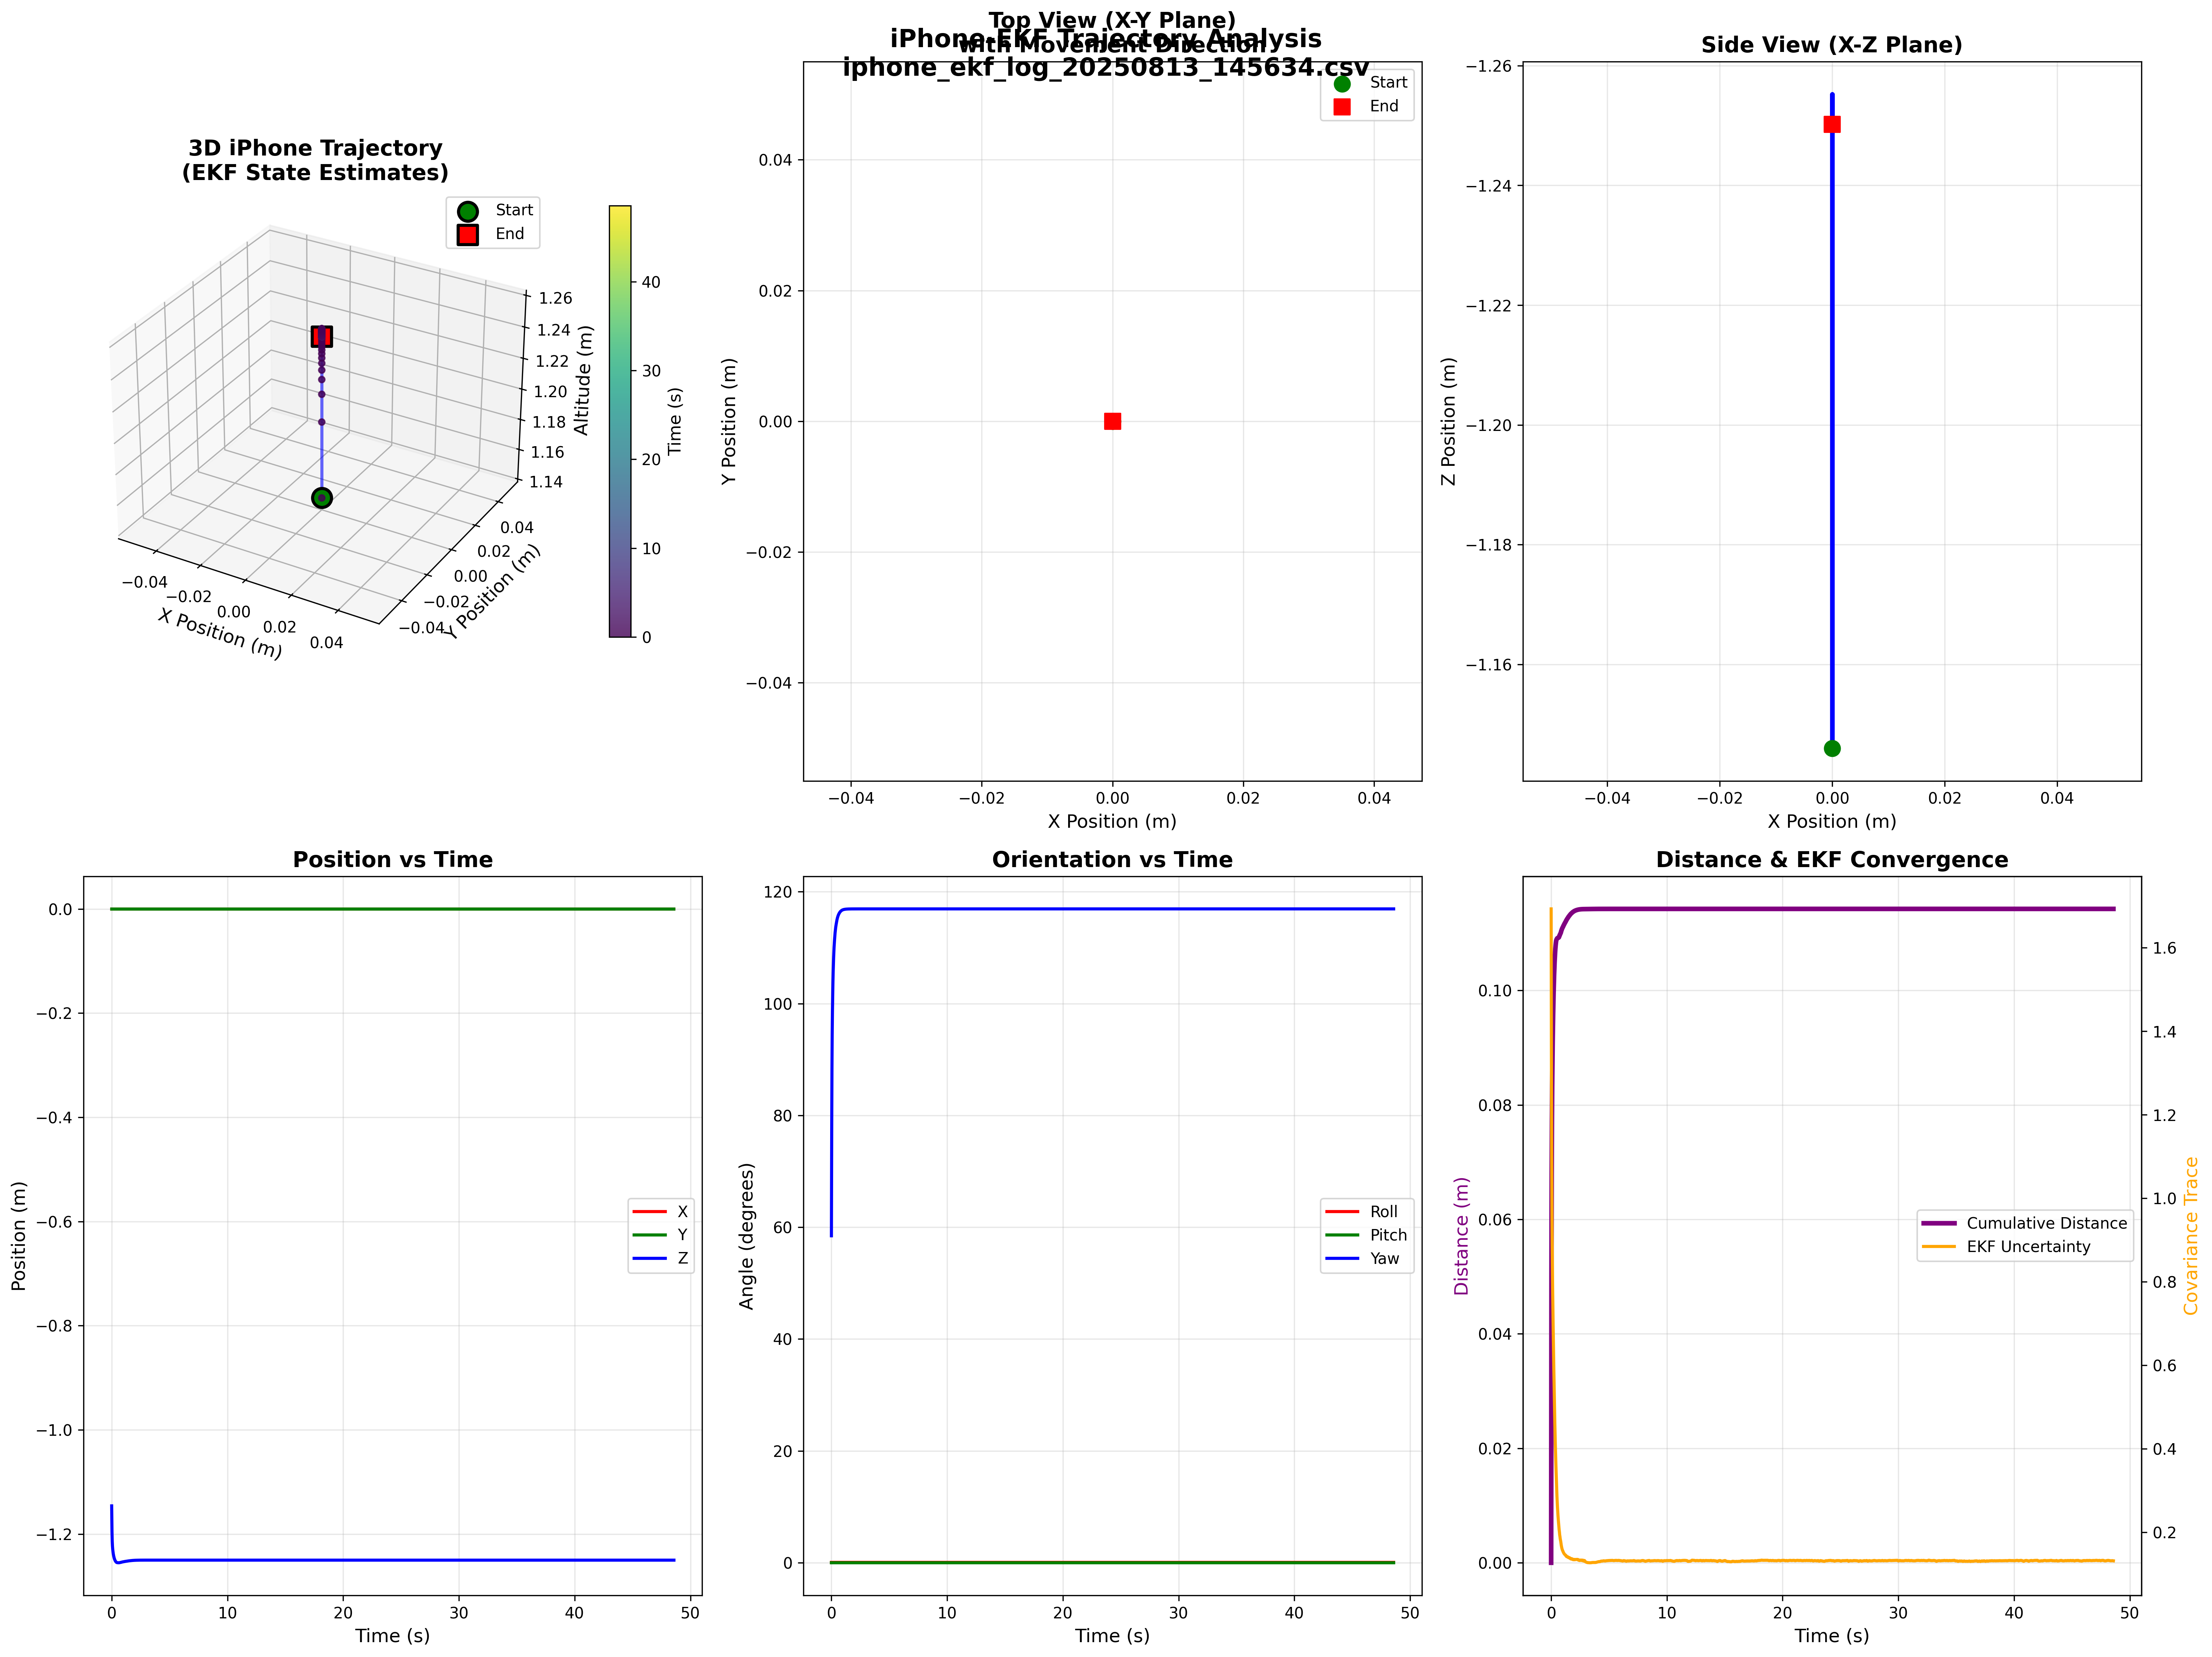 Top View (X-Y Plane)
with Movement Direction
iPhone-EKF Trajectory Analysis
iphone_ekf_log_20250813_145634.csv
3D iPhone Trajectory
(EKF State Estimates)
Start
End
1.26
1.24
1.22
1.20
1.18
1.16
1.14
Altitude (m)
0.04
0.02
0.00
−0.02
−0.04
Y Position (m)
−0.04
−0.02
0.00
0.02
0.04
X Position (m)
40
30
20
10
0
Time (s)
Start
End
0.04
0.02
0.00
−0.02
−0.04
Y Position (m)
−0.04
−0.02
0.00
0.02
0.04
X Position (m)
Side View (X-Z Plane)
−1.26
−1.24
−1.22
−1.20
−1.18
−1.16
Z Position (m)
−0.04
−0.02
0.00
0.02
0.04
X Position (m)
Position vs Time
0.0
−0.2
−0.4
−0.6
−0.8
−1.0
−1.2
Position (m)
X
Y
Z
0
10
20
30
40
50
Time (s)
Orientation vs Time
120
100
80
60
40
20
0
Angle (degrees)
Roll
Pitch
Yaw
0
10
20
30
40
50
Time (s)
Distance & EKF Convergence
0.10
0.08
0.06
0.04
0.02
0.00
Distance (m)
Cumulative Distance
EKF Uncertainty
1.6
1.4
1.2
1.0
0.8
0.6
0.4
0.2
Covariance Trace
0
10
20
30
40
50
Time (s)